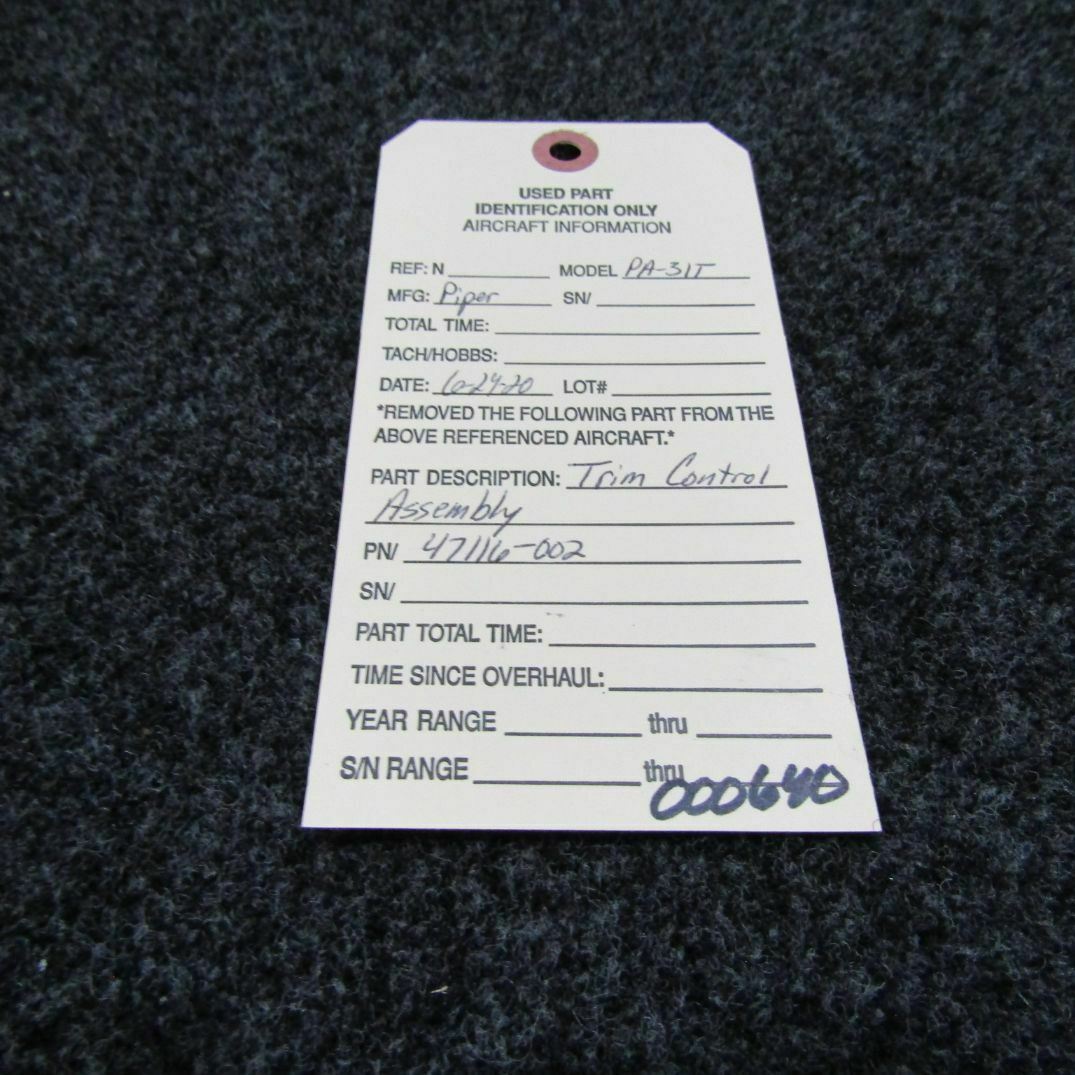 USED PART
IDENTIFICATION ONLY
AIRCRAFT INFORMATION
REF: N MODEL PA-31T
MFG: Piper SN/
TOTAL TIME:
TACH/HOBBS:
DATE: 6-24-20 LOT#
*REMOVED THE FOLLOWING PART FROM THE
ABOVE REFERENCED AIRCRAFT.*
PART DESCRIPTION: Trim Control
Assembly
PN/ 47116-002
SN/
PART TOTAL TIME:
TIME SINCE OVERHAUL:
YEAR RANGE thru
S/N RANGE thru
000640